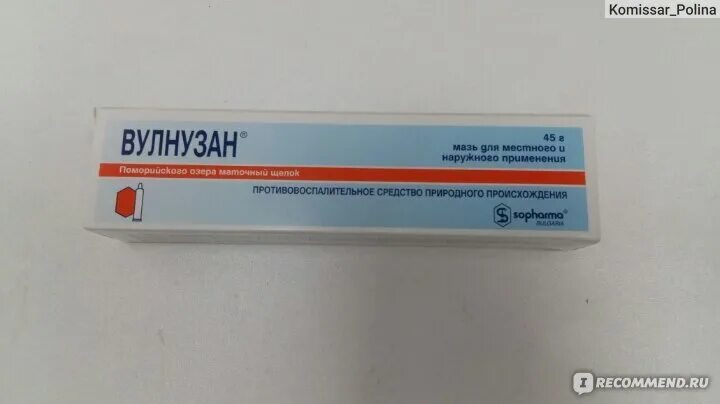 Komissar_Polina
ВУЛНУЗАН®
45 г
мазь для местного и
наружного применения
Поморийского озера маточный щелок
ПРОТИВОВОСПАЛИТЕЛЬНОЕ СРЕДСТВО ПРИРОДНОГО ПРОИСХОЖДЕНИЯ
sopharma®
BULGARIA
I RECOMMEND.RU